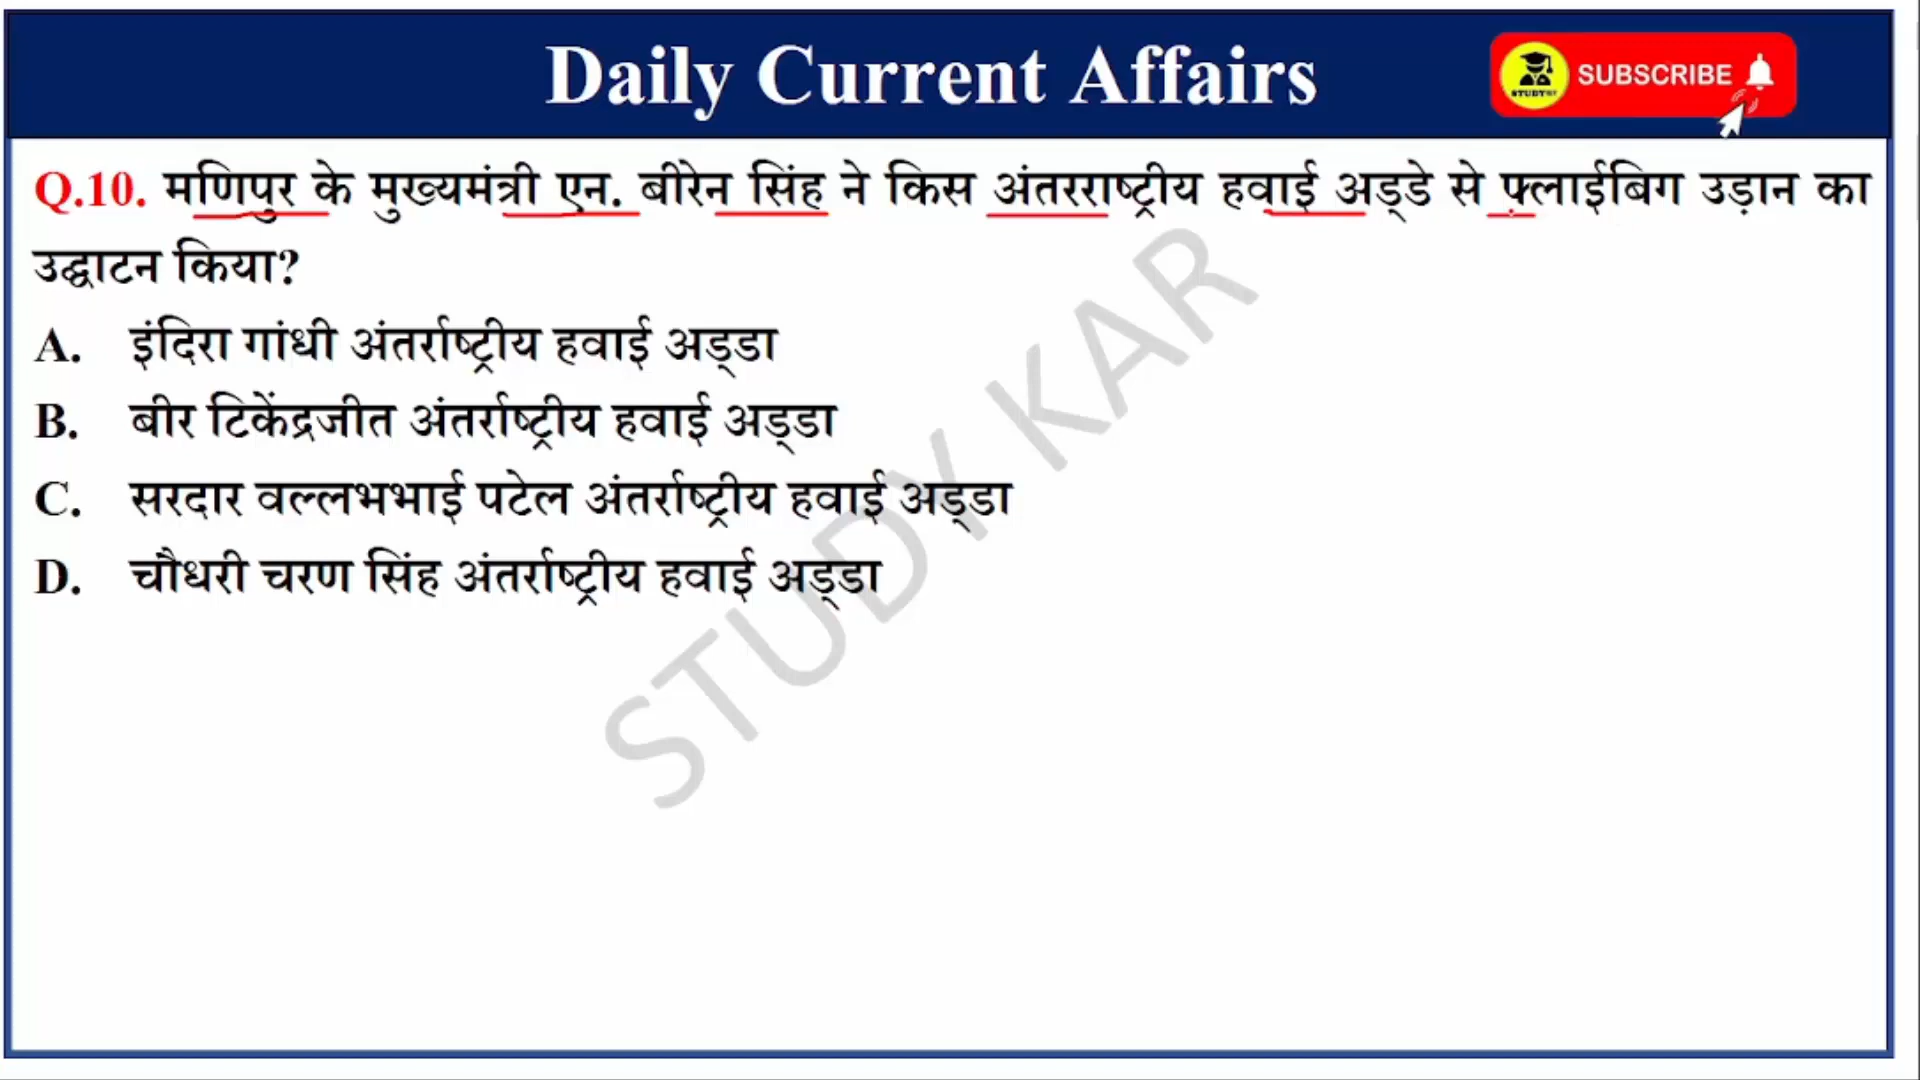 Daily Current Affairs
STUDY
SUBSCRIBE
Q.10. मणिपुर के मुख्यमंत्री एन. बीरेन सिंह ने किस अंतरराष्ट्रीय हवाई अड्डे से फ्लाईबिग उड़ान का
उद्घाटन किया?
A. इंदिरा गांधी अंतर्राष्ट्रीय हवाई अड्डा
B. बीर टिकेंद्रजीत अंतर्राष्ट्रीय हवाई अड्डा
C. सरदार वल्लभभाई पटेल अंतर्राष्ट्रीय हवाई अड्डा
D. चौधरी चरण सिंह अंतर्राष्ट्रीय हवाई अड्डा
STUDY KAR